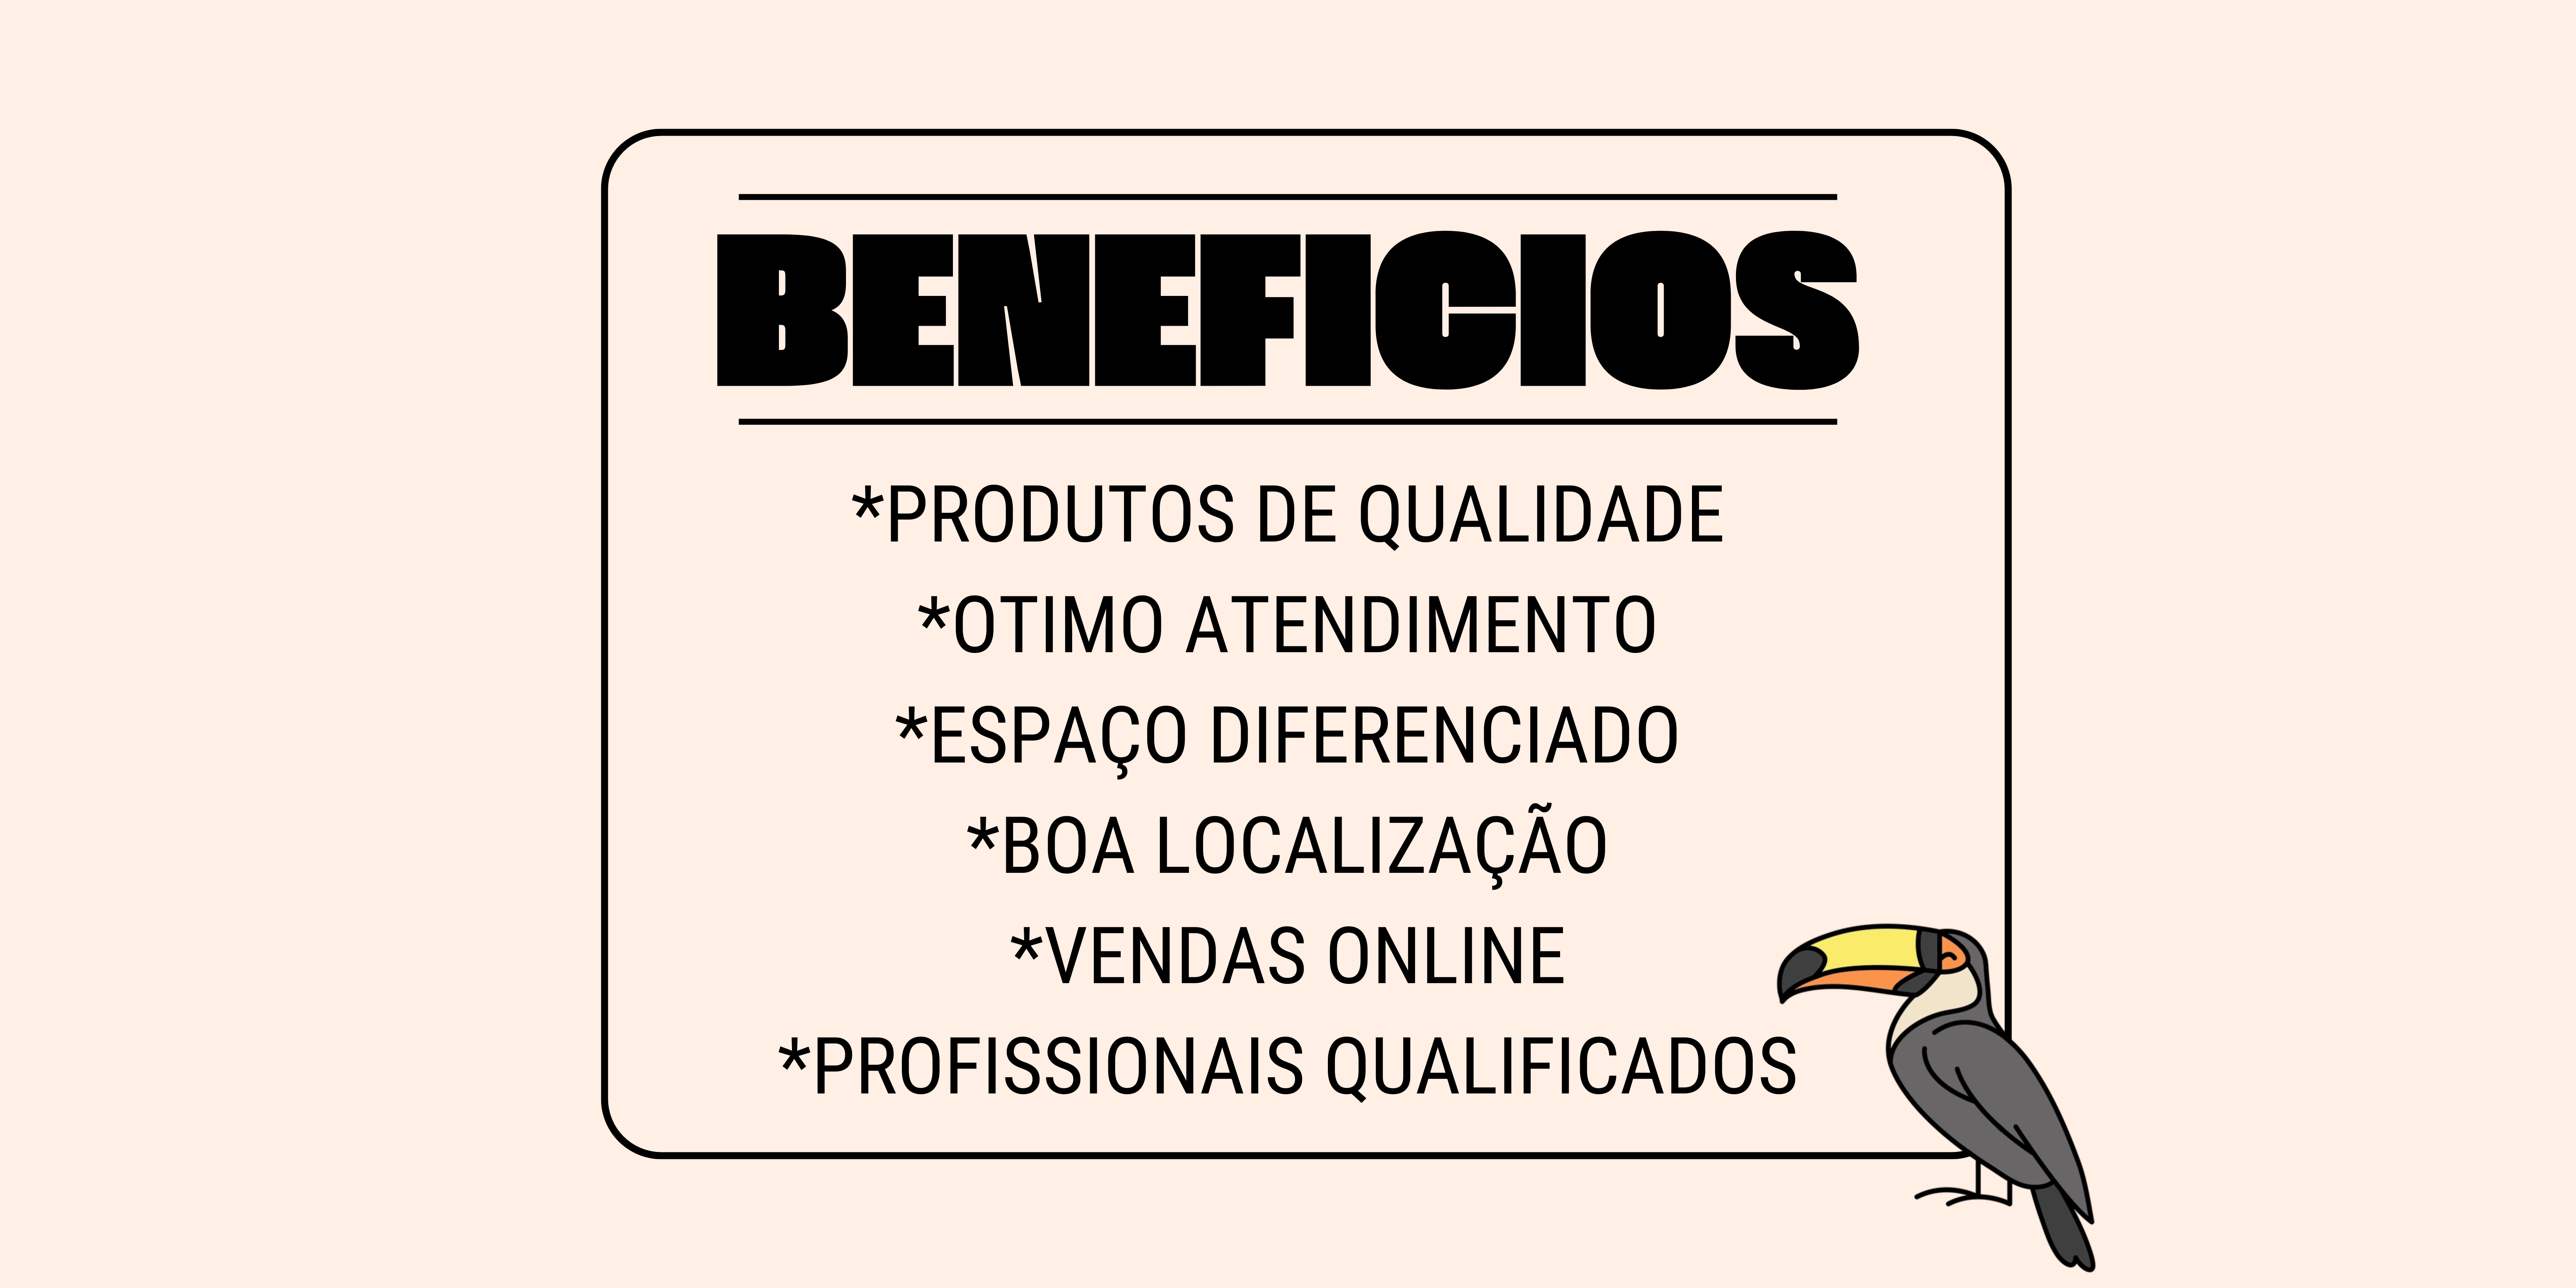 BENEFICIOS
*PRODUTOS DE QUALIDADE
*OTIMO ATENDIMENTO
*ESPAÇO DIFERENCIADO
*BOA LOCALIZAÇÃO
*VENDAS ONLINE
*PROFISSIONAIS QUALIFICADOS